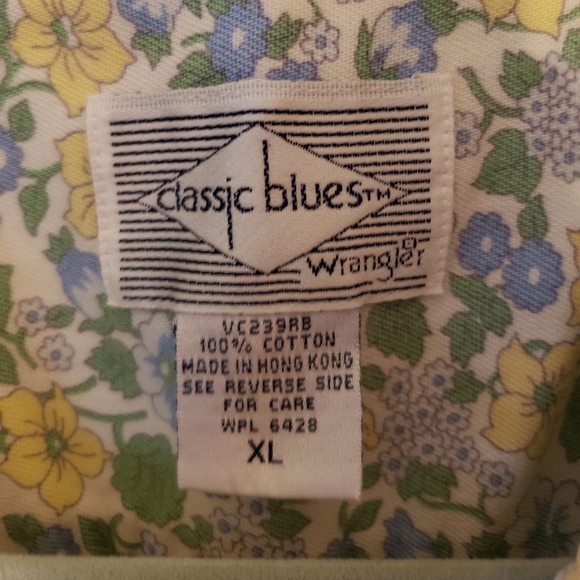 classic blues™
Wrangler®
VC239RB
100% COTTON
MADE IN HONG KONG
SEE REVERSE SIDE
FOR CARE
WPL 6428
XL